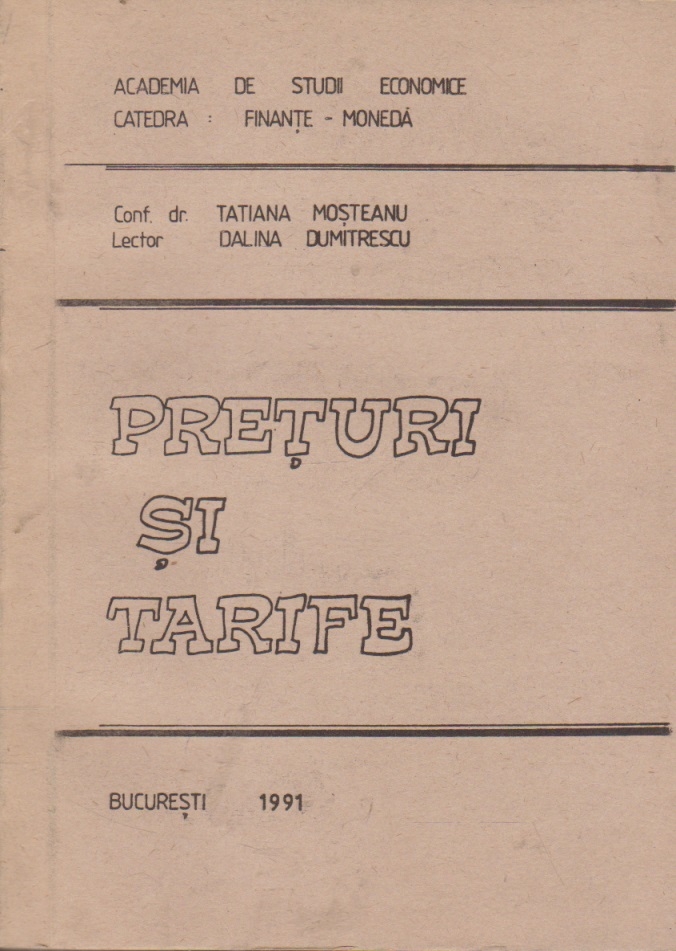 ACADEMIA DE STUDII ECONOMICE
CATEDRA : FINANȚE - MONEDĂ
Conf. dr. TATIANA MOȘTEANU
Lector DALINA DUMITRESCU
PREȚURI
ȘI
TARIFE
BUCUREȘTI 1991